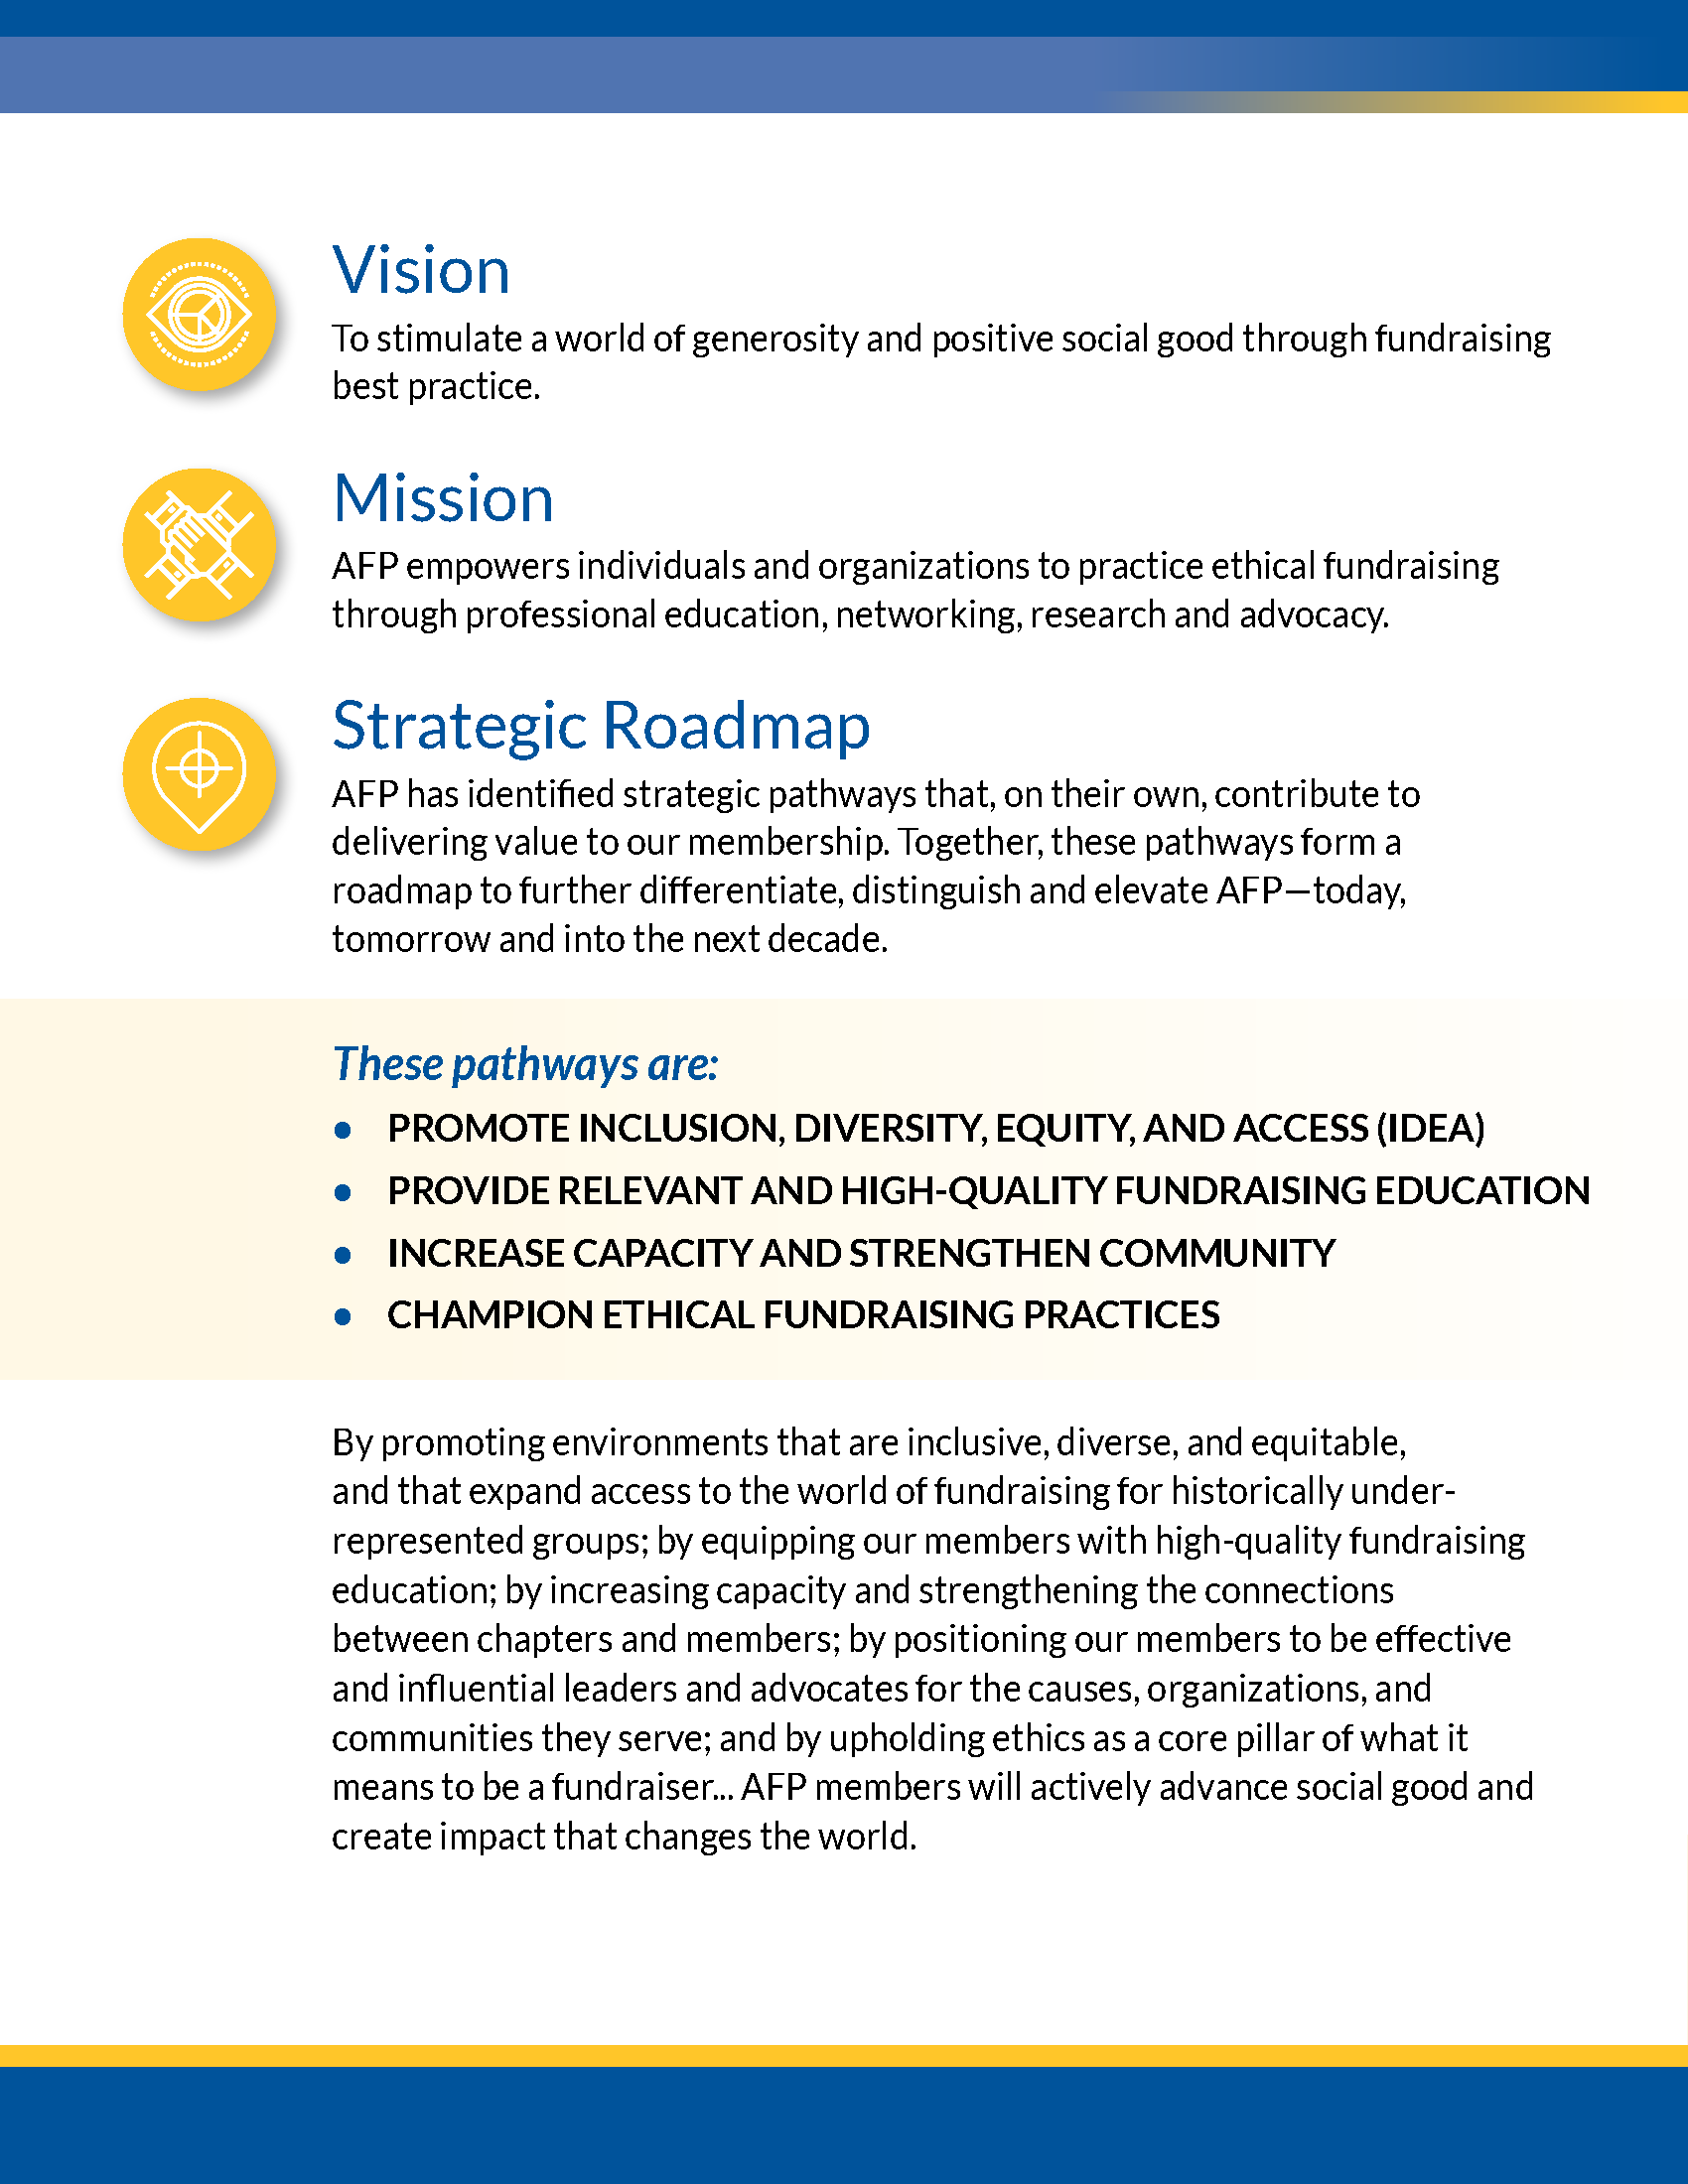 Vision
To stimulate a world of generosity and positive social good through fundraising
best practice.
Mission
AFP empowers individuals and organizations to practice ethical fundraising
through professional education, networking, research and advocacy.
Strategic Roadmap
AFP has identified strategic pathways that, on their own, contribute to
delivering value to our membership. Together, these pathways form a
roadmap to further differentiate, distinguish and elevate AFP—today,
tomorrow and into the next decade.
These pathways are:
• PROMOTE INCLUSION, DIVERSITY, EQUITY, AND ACCESS (IDEA)
• PROVIDE RELEVANT AND HIGH-QUALITY FUNDRAISING EDUCATION
• INCREASE CAPACITY AND STRENGTHEN COMMUNITY
• CHAMPION ETHICAL FUNDRAISING PRACTICES
By promoting environments that are inclusive, diverse, and equitable,
and that expand access to the world of fundraising for historically under-
represented groups; by equipping our members with high-quality fundraising
education; by increasing capacity and strengthening the connections
between chapters and members; by positioning our members to be effective
and influential leaders and advocates for the causes, organizations, and
communities they serve; and by upholding ethics as a core pillar of what it
means to be a fundraiser... AFP members will actively advance social good and
create impact that changes the world.